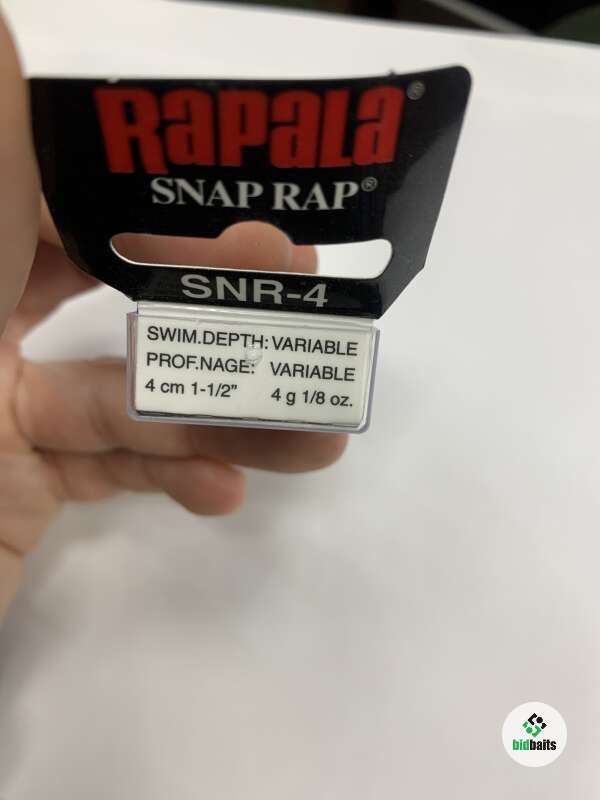 Rapala®
SNAP RAP®
SNR-4
SWIM.DEPTH: VARIABLE
PROF.NAGE: VARIABLE
4 cm 1-1/2" 4 g 1/8 oz.
bidbaits